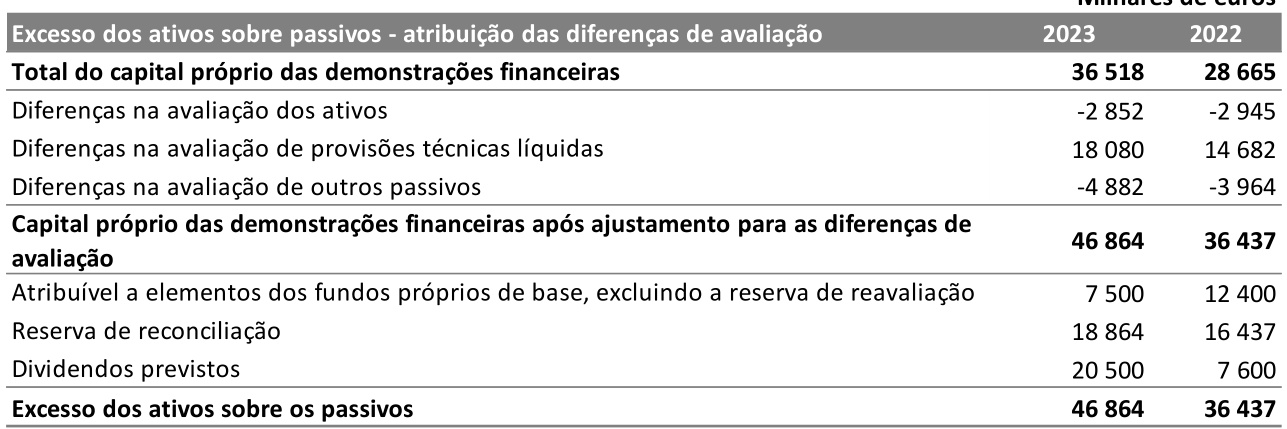 Milhares de euros
Excesso dos ativos sobre passivos - atribuição das diferenças de avaliação 2023 2022
Total do capital próprio das demonstrações financeiras 36 518 28 665
Diferenças na avaliação dos ativos -2 852 -2 945
Diferenças na avaliação de provisões técnicas líquidas 18 080 14 682
Diferenças na avaliação de outros passivos -4 882 -3 964
Capital próprio das demonstrações financeiras após ajustamento para as diferenças de
avaliação 46 864 36 437
Atribuível a elementos dos fundos próprios de base, excluindo a reserva de reavaliação 7 500 12 400
Reserva de reconciliação 18 864 16 437
Dividendos previstos 20 500 7 600
Excesso dos ativos sobre os passivos 46 864 36 437